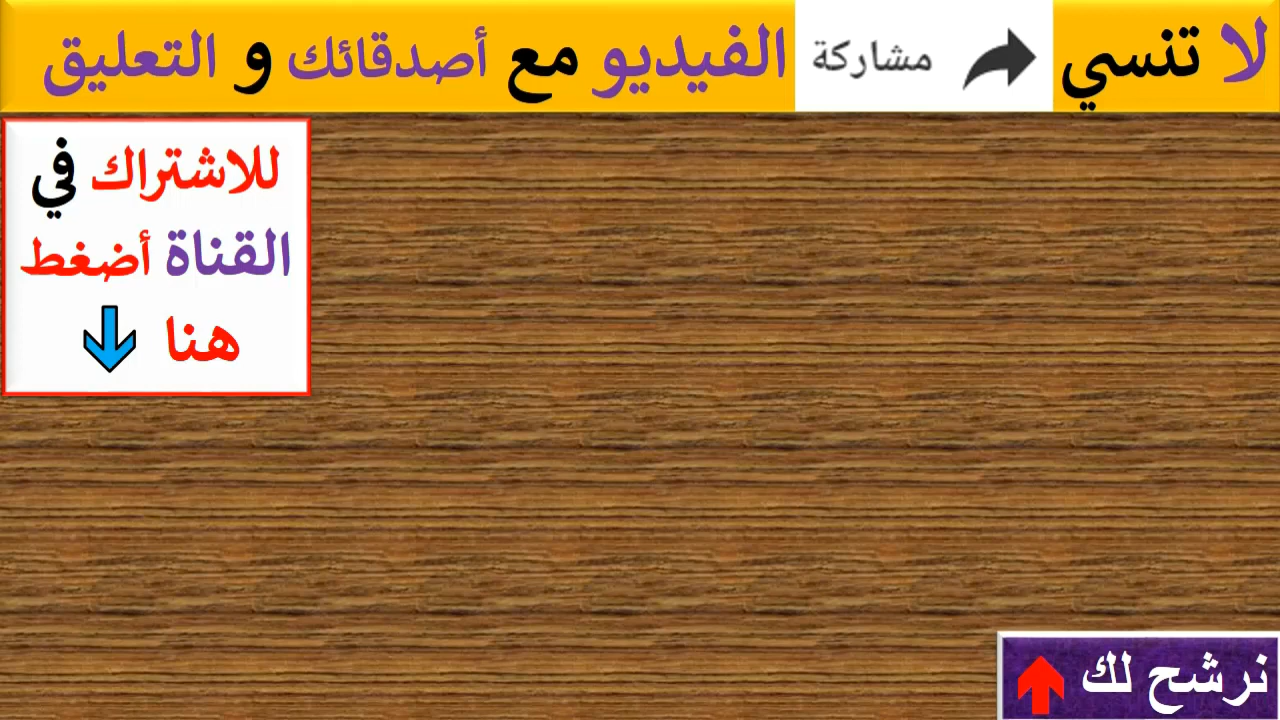 لا تنسي مشاركة الفيديو مع أصدقائك و التعليق
للاشتراك في
القناة أضغط
هنا
نرشح لك